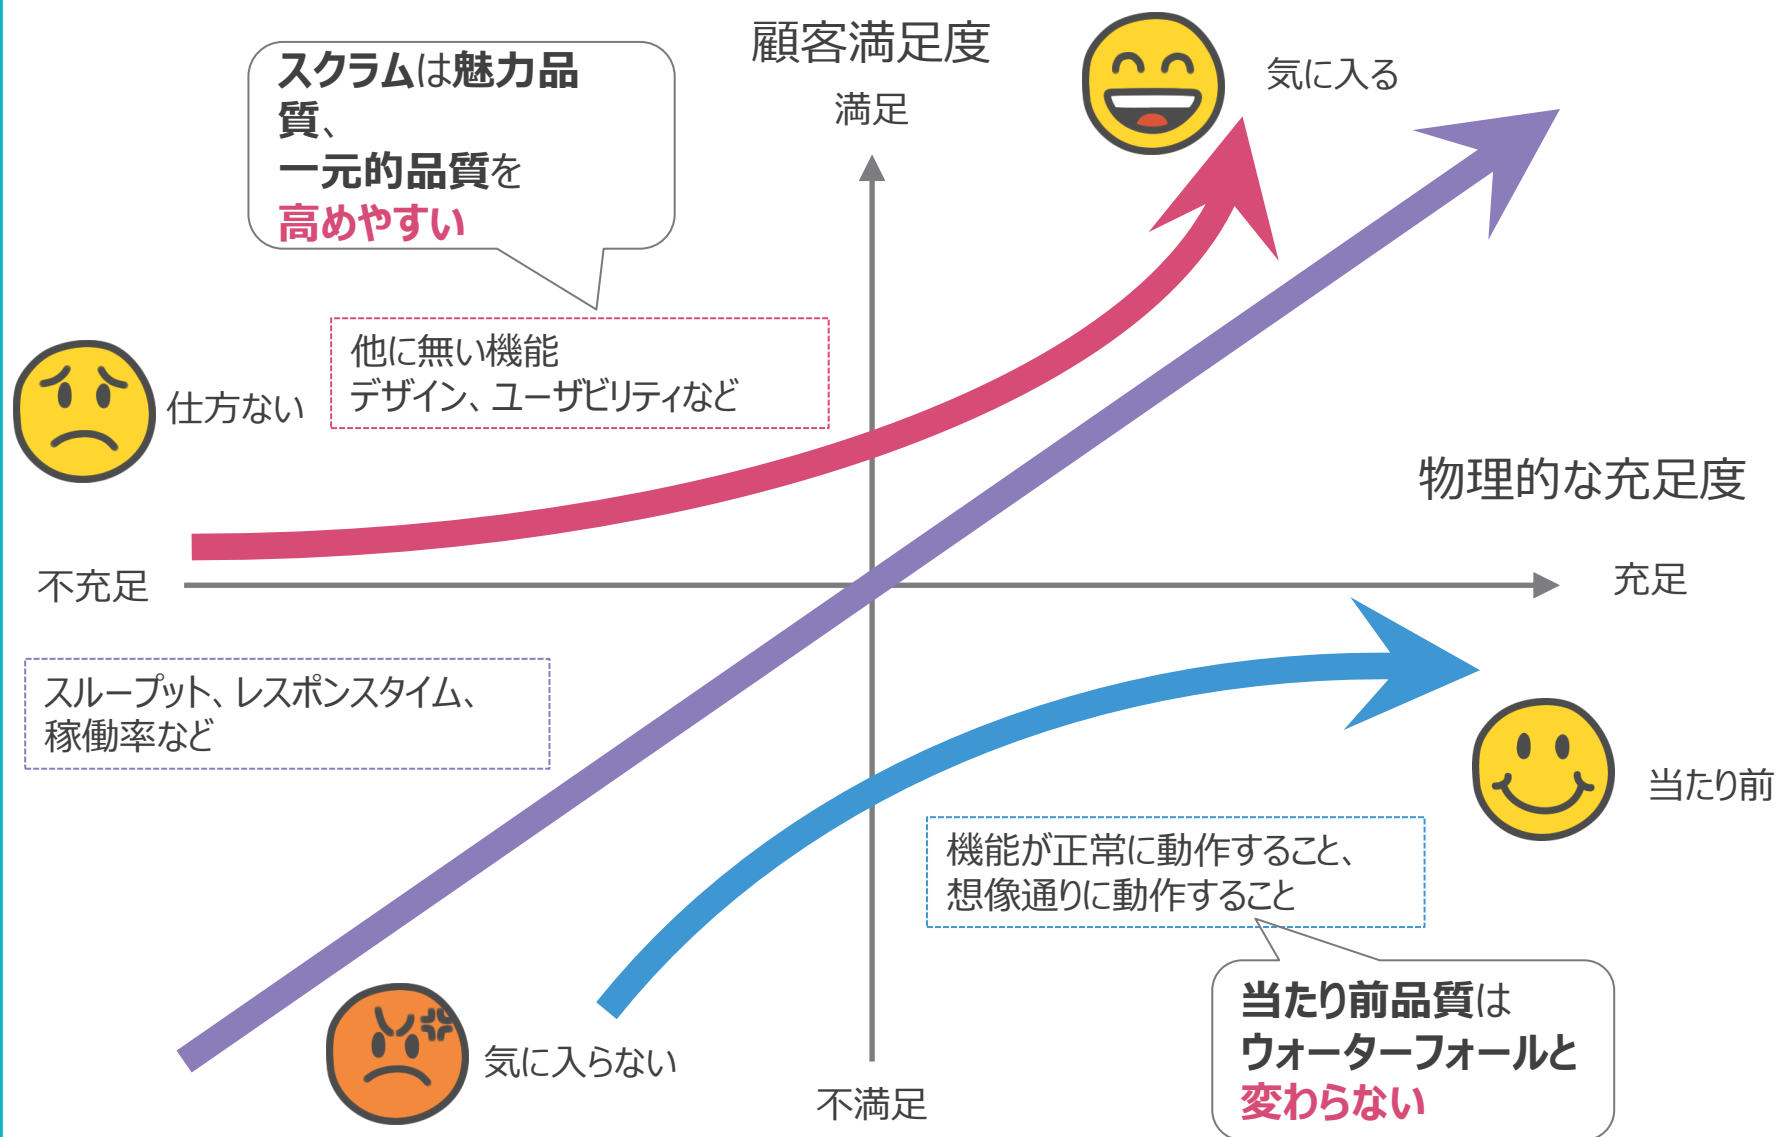 顧客満足度
満足
気に入る
スクラムは魅力品
質、
一元的品質を
高めやすい
他に無い機能
デザイン、ユーザビリティなど
仕方ない
物理的な充足度
不充足
充足
スループット、レスポンスタイム、
稼働率など
当たり前
機能が正常に動作すること、
想像通りに動作すること
当たり前品質は
ウォーターフォールと
変わらない
気に入らない
不満足